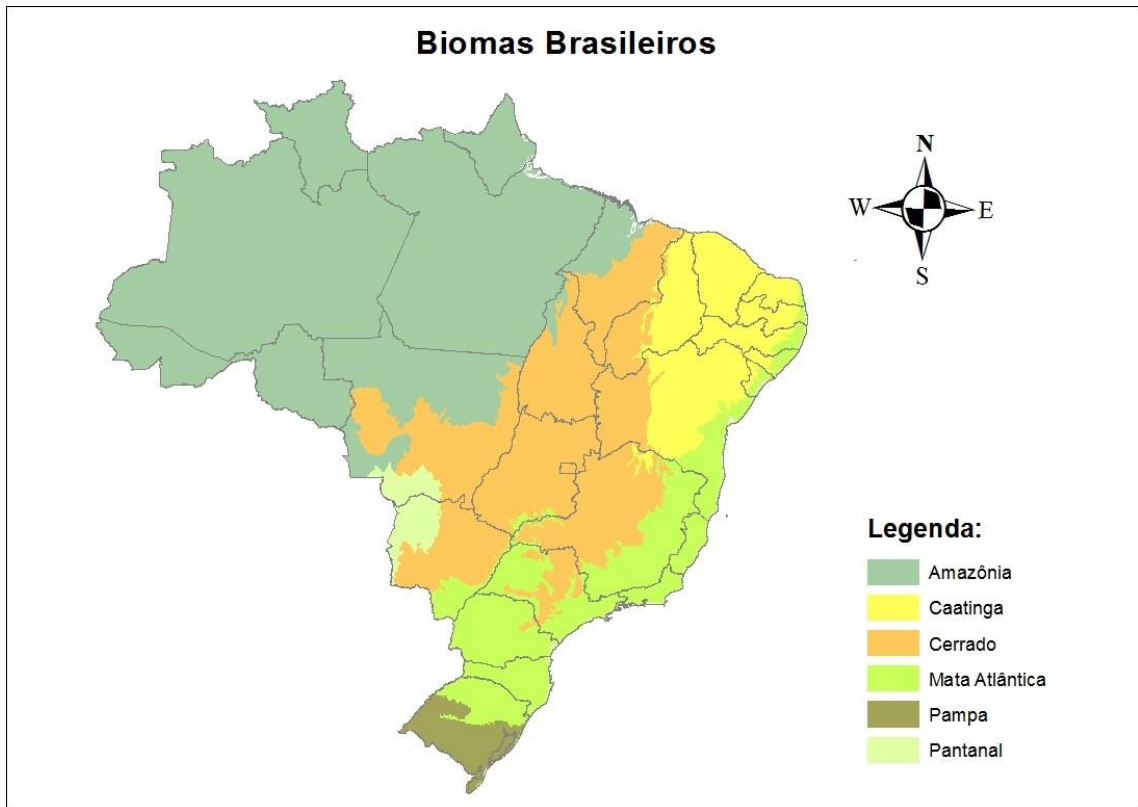 Biomas Brasileiros
N
W E
S
Legenda:
Amazônia
Caatinga
Cerrado
Mata Atlântica
Pampa
Pantanal